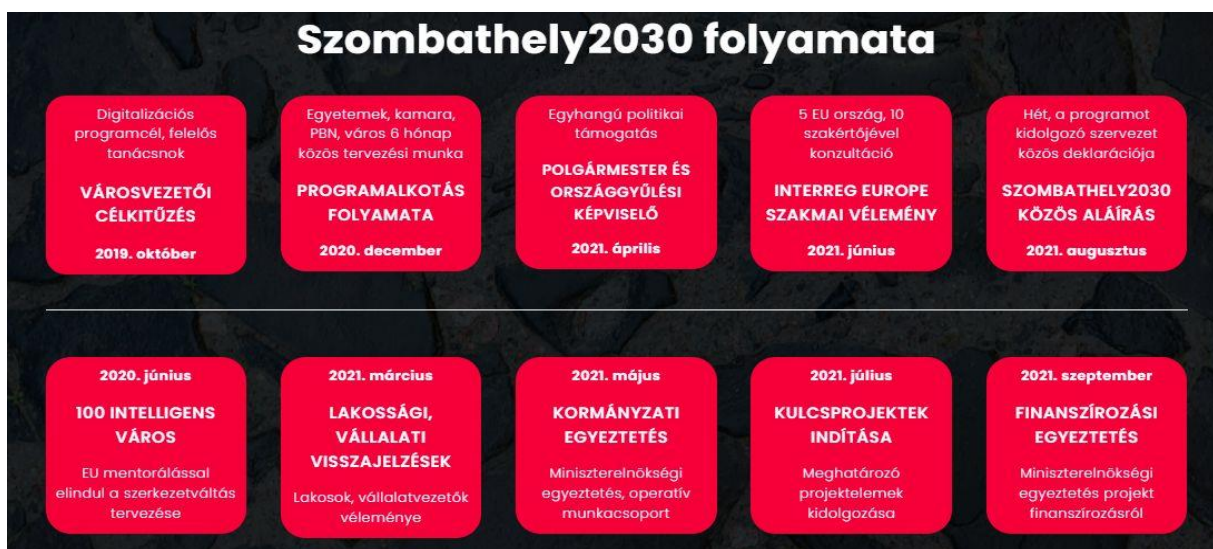 Szombathely2030 folyamata
Digitalizációs
programcél, felelős
tanácsnok
VÁROSVEZETŐI
CÉLKITŰZÉS
2019. október
Egyetemek, kamara,
PBN, város 6 hónap
közös tervezési munka
PROGRAMALKOTÁS
FOLYAMATA
2020. december
Egyhangú politikai
támogatás
POLGÁRMESTER ÉS
ORSZÁGGYŰLÉSI
KÉPVISELŐ
2021. április
5 EU ország, 10
szakértőjével
konzultáció
INTERREG EUROPE
SZAKMAI VÉLEMÉNY
2021. június
Hét, a programot
kidolgozó szervezet
közös deklarációja
SZOMBATHELY2030
KÖZÖS ALÁÍRÁS
2021. augusztus
2020. június
100 INTELLIGENS
VÁROS
EU mentorálással
elindul a szerkezetváltás
tervezése
2021. március
LAKOSSÁGI,
VÁLLALATI
VISSZAJELZÉSEK
Lakosok, vállalatvezetők
véleménye
2021. május
KORMÁNYZATI
EGYEZTETÉS
Miniszterelnökségi
egyeztetés, operatív
munkacsoport
2021. július
KULCSPROJEKTEK
INDÍTÁSA
Meghatározó
projektelemek
kidolgozása
2021. szeptember
FINANSZÍROZÁSI
EGYEZTETÉS
Miniszterelnökségi
egyeztetés projekt
finanszírozásról